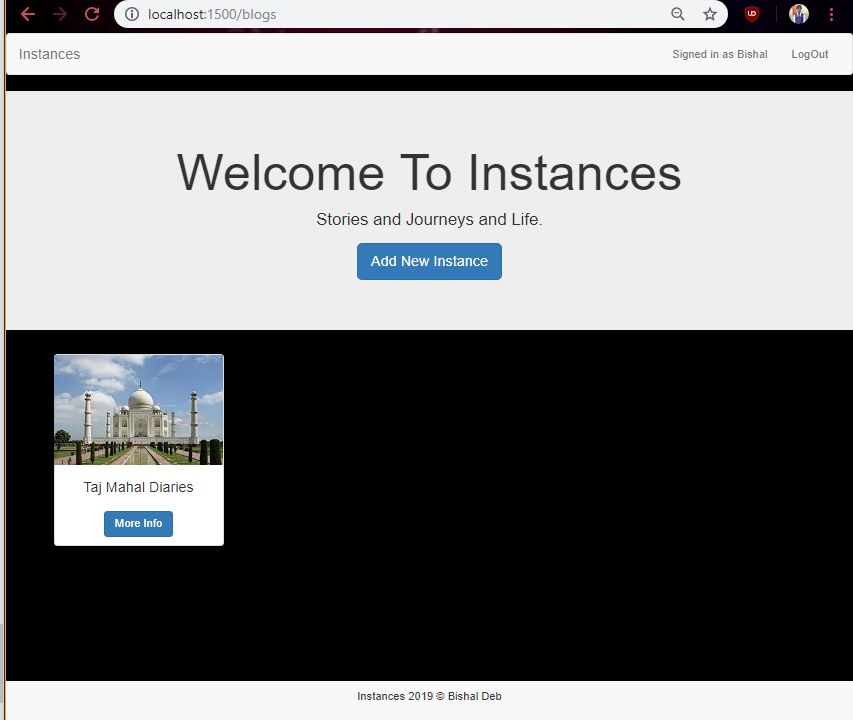 localhost:1500/blogs
Instances
Signed in as Bishal
LogOut
Welcome To Instances
Stories and Journeys and Life.
Add New Instance
Taj Mahal Diaries
More Info
Instances 2019 © Bishal Deb